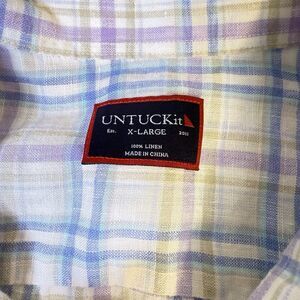 UNTUCKit
Est. X-LARGE 2011
100% LINEN
MADE IN CHINA